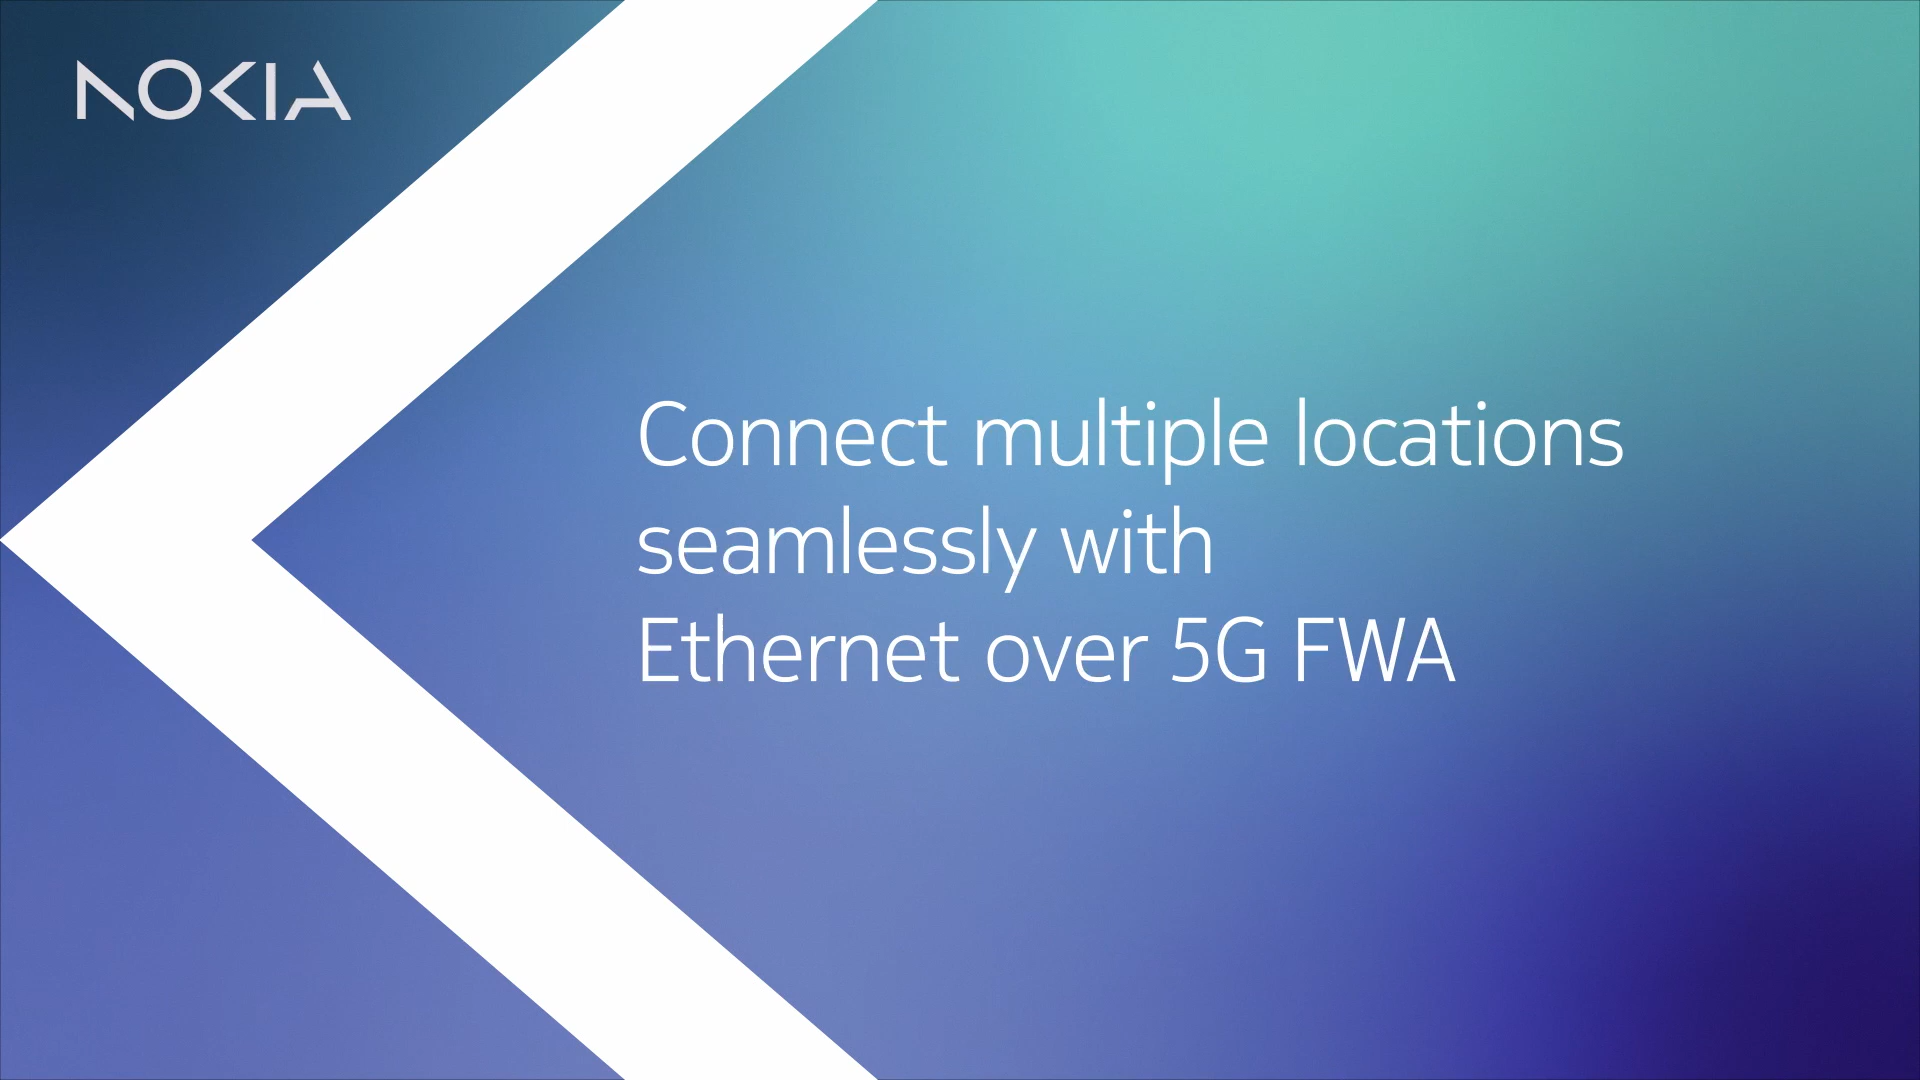 NOKIA
Connect multiple locations
seamlessly with
Ethernet over 5G FWA